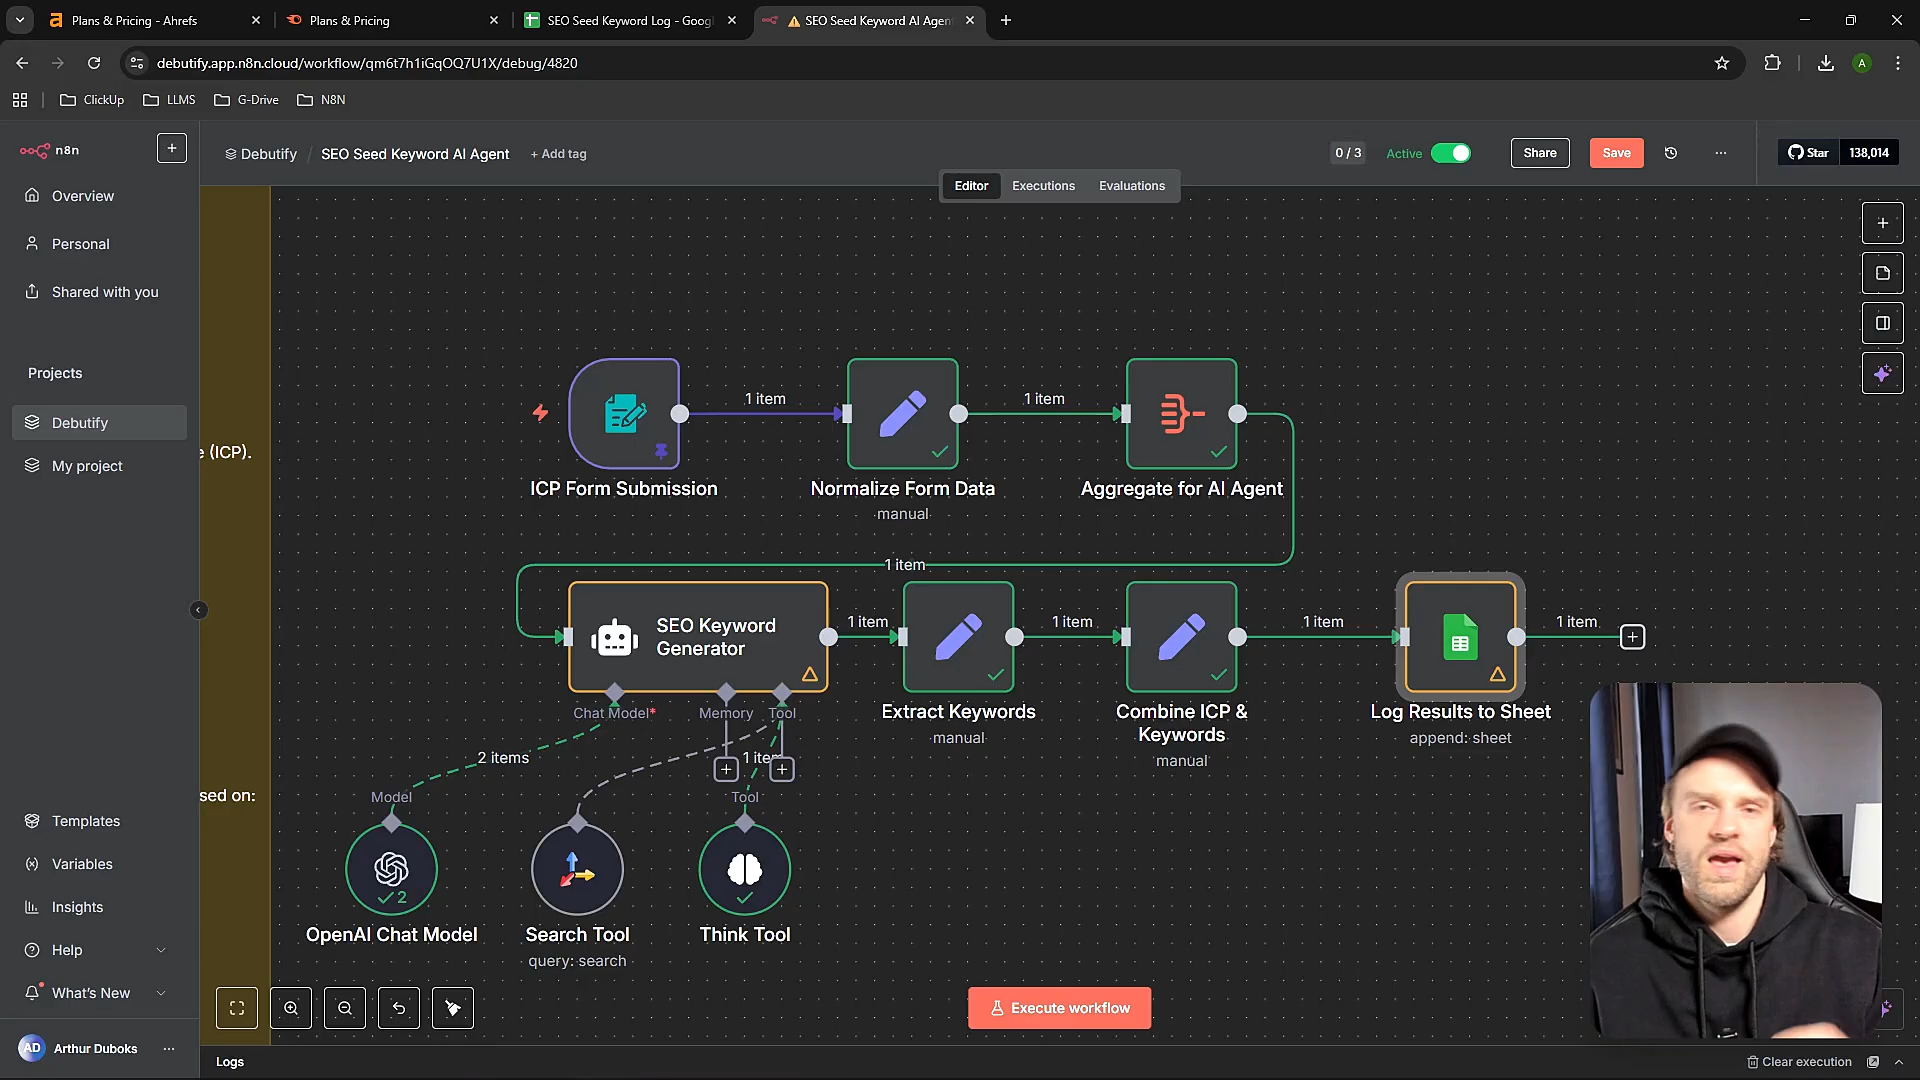 Plans & Pricing - Ahrefs
Plans & Pricing
SEO Seed Keyword Log - Goog
SEO Seed Keyword AI Agen
debutify.app.n8n.cloud/workflow/qm6t7h1iGqOQ7U1X/debug/4820
A
ClickUp
LLMS
G-Drive
N8N
n8n
Debutify / SEO Seed Keyword AI Agent + Add tag
0 / 3
Active
Share
Save
Star
138,014
Editor
Executions
Evaluations
Overview
Personal
Shared with you
Projects
Debutify
My project
e (ICP).
sed on:
1 item
1 item
ICP Form Submission
Normalize Form Data
manual
Aggregate for AI Agent
1 item
SEO Keyword
Generator
1 item
1 item
1 item
1 item
Chat Model*
Memory
Tool
Extract Keywords
manual
Combine ICP &
Keywords
manual
Log Results to Sheet
append: sheet
2 items
1 item
Model
Tool
2
OpenAI Chat Model
Search Tool
query: search
Think Tool
Templates
Variables
Insights
Help
What's New
Execute workflow
AD
Arthur Duboks
Logs
Clear execution